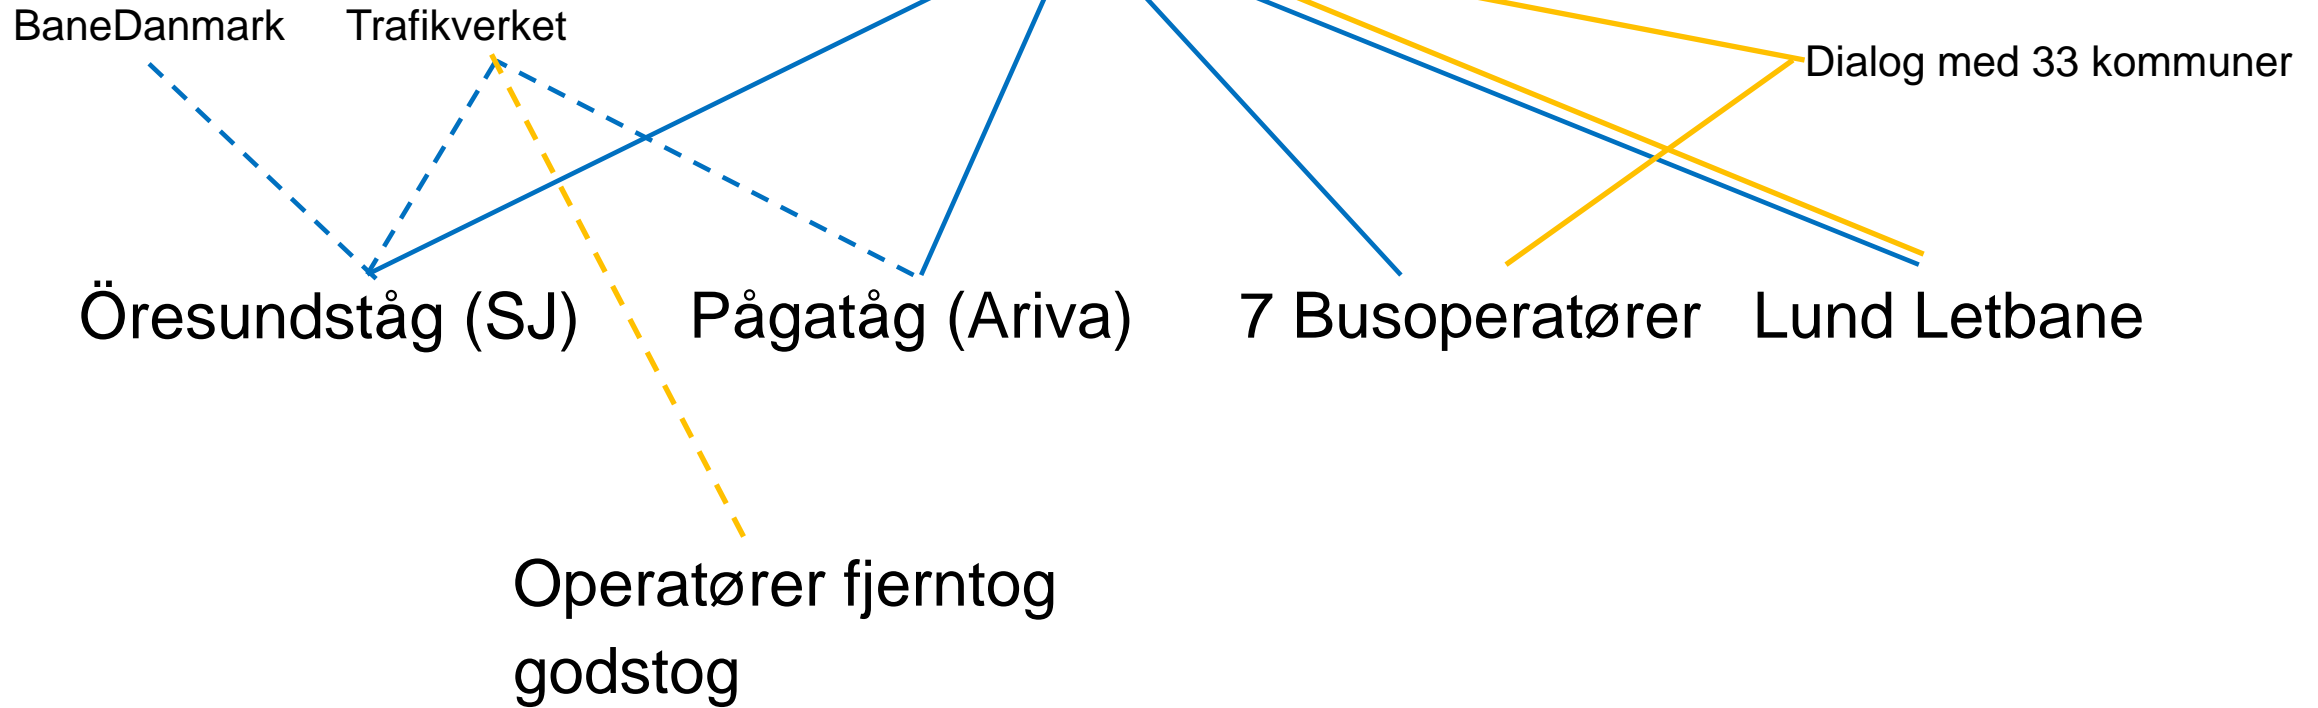 BaneDanmark
Trafikverket
Dialog med 33 kommuner
Öresundståg (SJ)
Pågatåg (Ariva)
7 Busoperatører
Lund Letbane
Operatører fjerntog
godstog